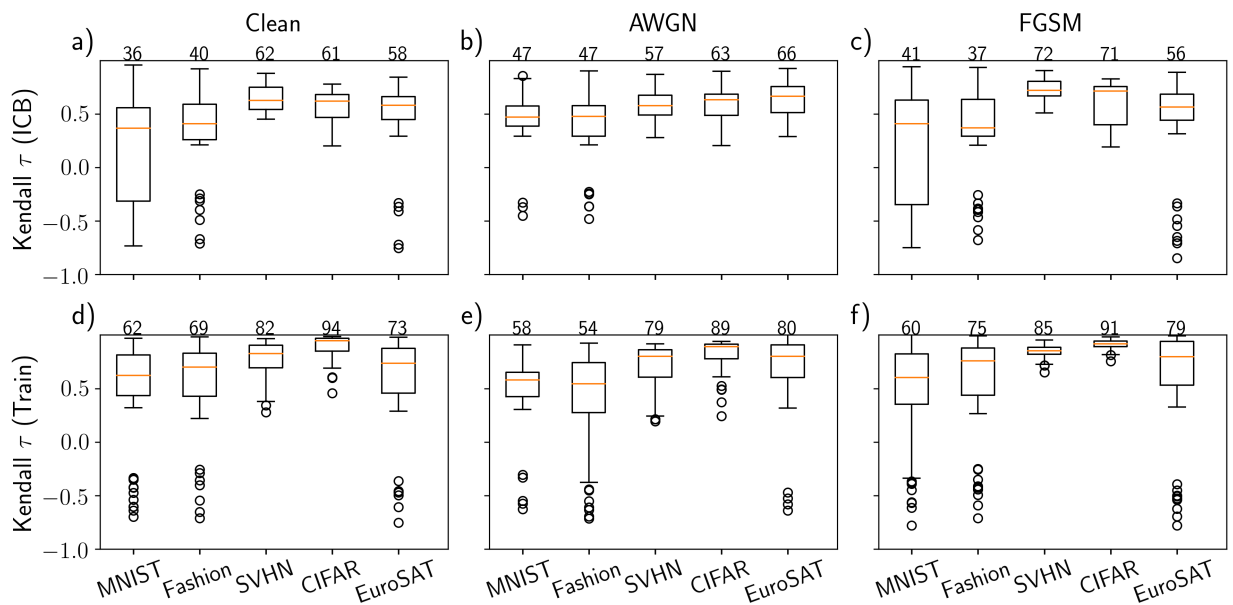 Clean AWGN FGSM
a) 36 40 62 61 58 b) 47 47 57 63 66 c) 41 37 72 71 56
Kendall τ (ICB)
0.5
0.0
−0.5
−1.0
d) 62 69 82 94 73 e) 58 54 79 89 80 f) 60 75 85 91 79
Kendall τ (Train)
0.5
0.0
−0.5
−1.0
MNIST Fashion SVHN CIFAR EuroSAT MNIST Fashion SVHN CIFAR EuroSAT MNIST Fashion SVHN CIFAR EuroSAT